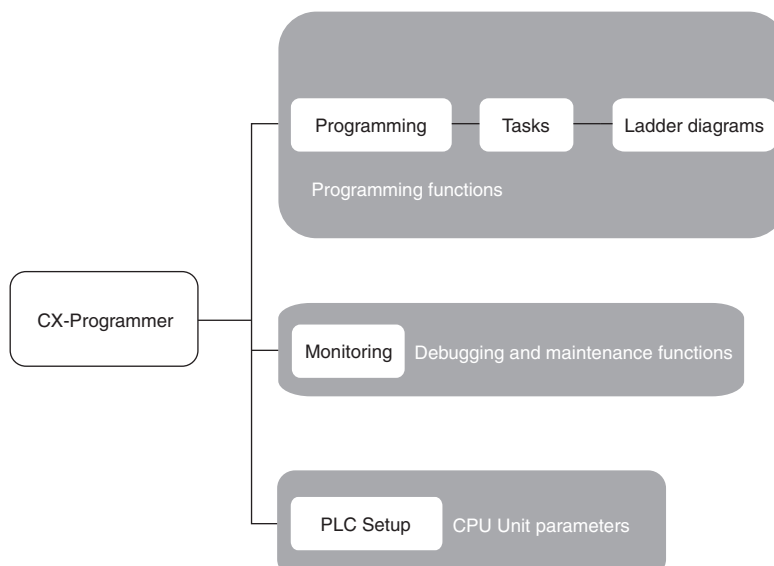 Programming
Tasks
Ladder diagrams
Programming functions
CX-Programmer
Monitoring
Debugging and maintenance functions
PLC Setup
CPU Unit parameters